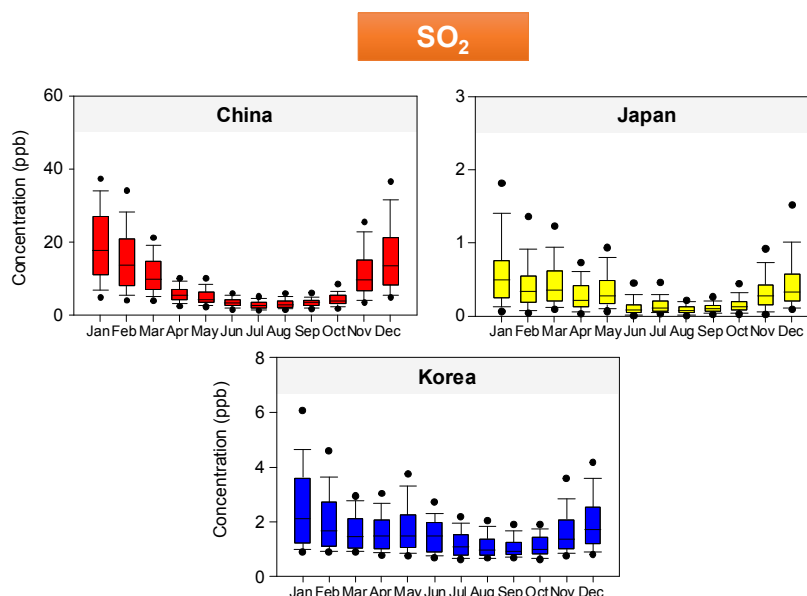 SO₂
China
Concentration (ppb)
60
40
20
0
Jan Feb Mar Apr May Jun Jul Aug Sep Oct Nov Dec
Japan
3
2
1
0
Jan Feb Mar Apr May Jun Jul Aug Sep Oct Nov Dec
Korea
Concentration (ppb)
8
6
4
2
0
Jan Feb Mar Apr May Jun Jul Aug Sep Oct Nov Dec